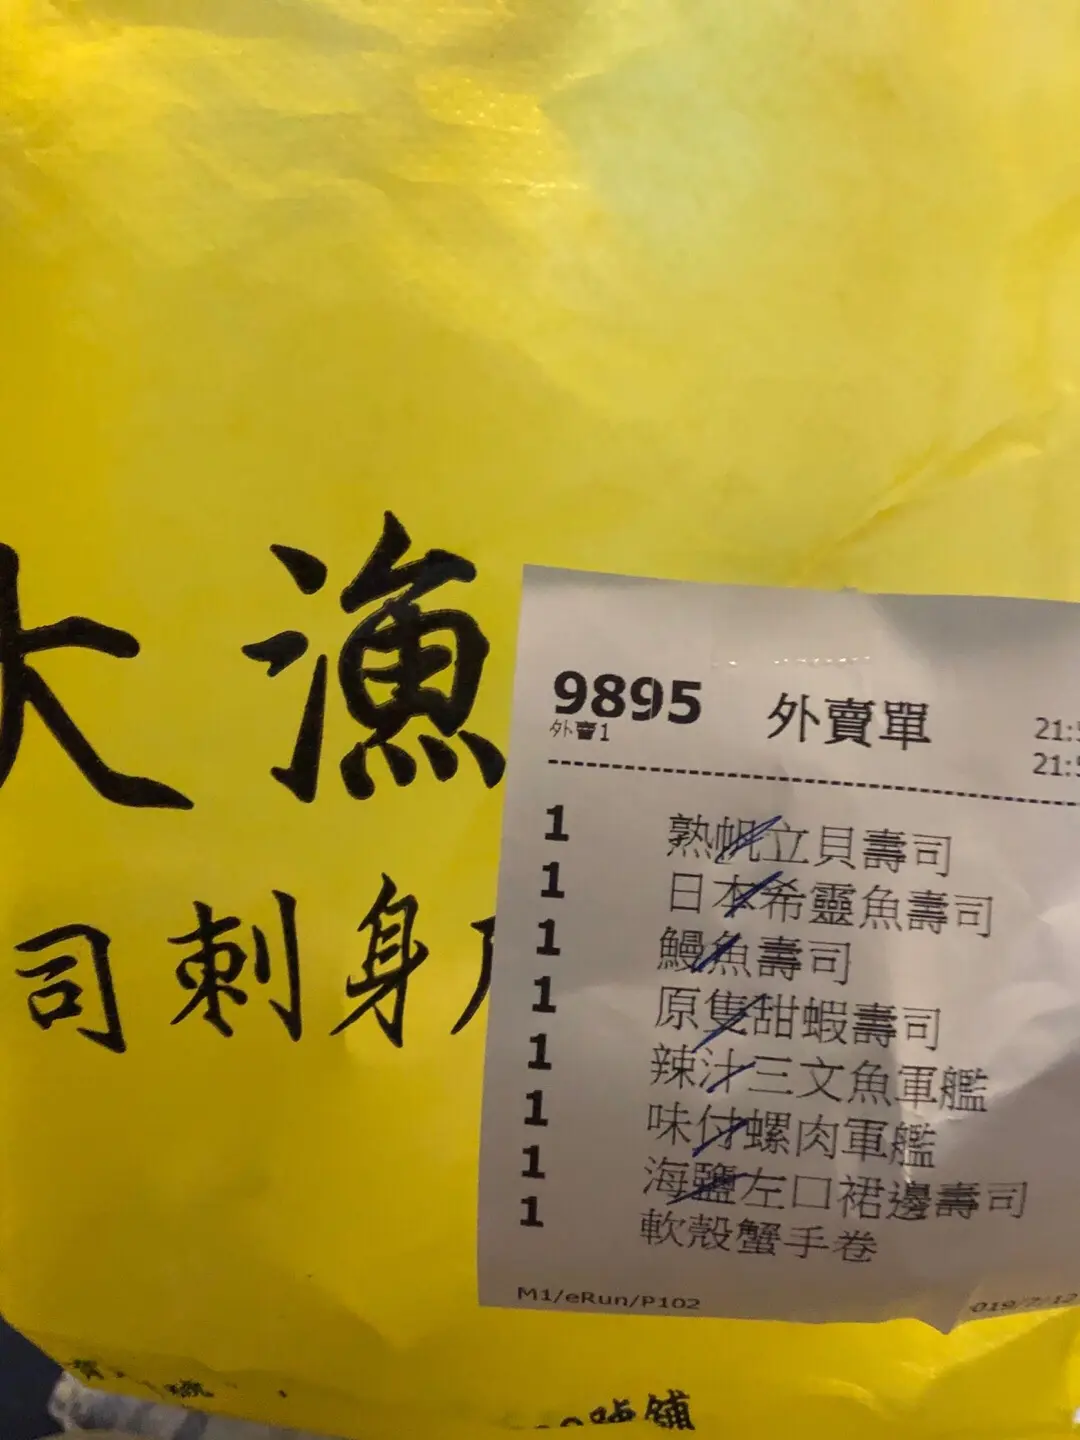 大漁
司刺身
9895 外賣單
外賣1
21:5
21:5
1 熟帆立貝壽司
1 日本希靈魚壽司
1 鰻魚壽司
1 原隻甜蝦壽司
1 辣汁三文魚軍艦
1 味付螺肉軍艦
1 海鹽左口裙邊壽司
1 軟殼蟹手卷
M1/eRun/P102
019/7/12
舖